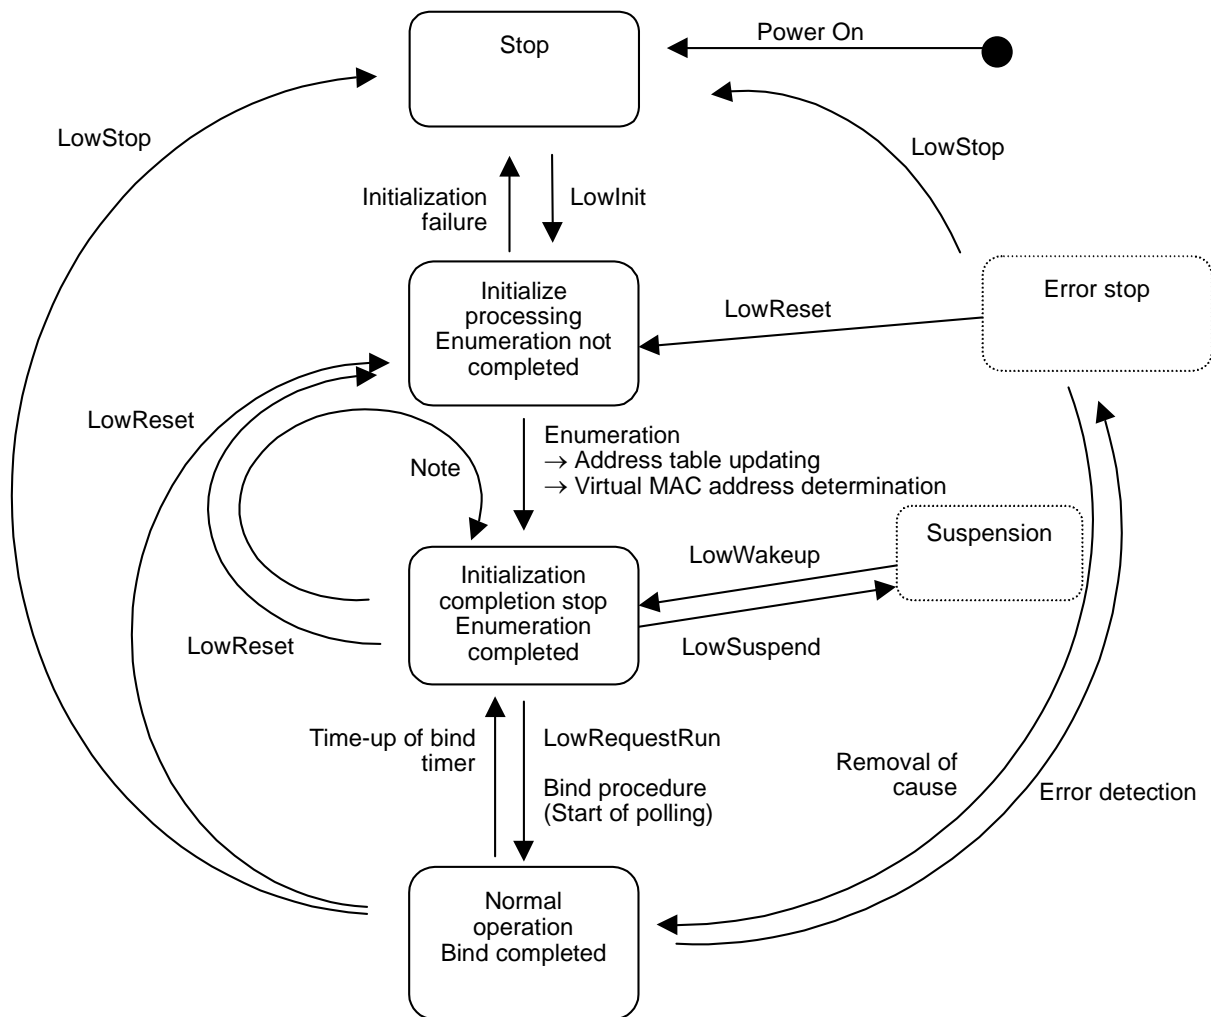 Stop
Power On
LowStop
LowStop
Initialization
failure
LowInit
Initialize
processing
Enumeration not
completed
Error stop
LowReset
LowReset
Note
Enumeration
→ Address table updating
→ Virtual MAC address determination
Suspension
LowWakeup
Initialization
completion stop
Enumeration
completed
LowReset
LowSuspend
Time-up of bind
timer
LowRequestRun
Bind procedure
(Start of polling)
Removal of
cause
Error detection
Normal
operation
Bind completed